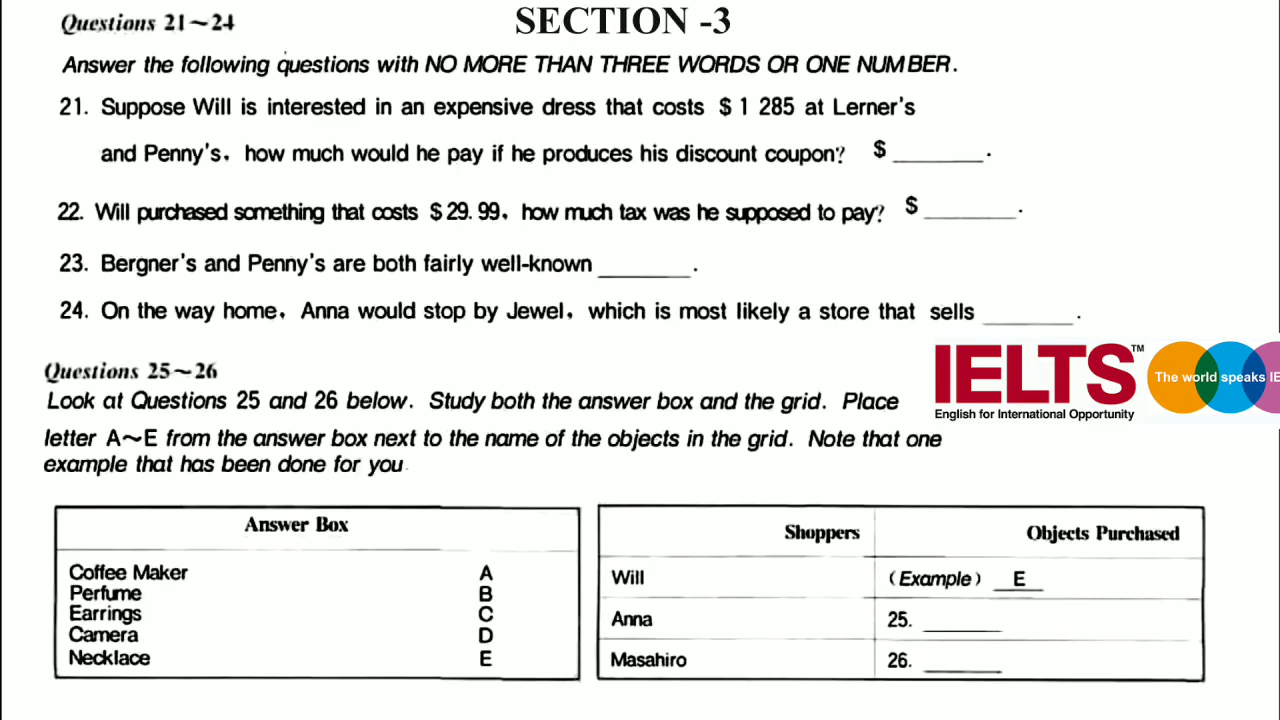 Questions 21~24
SECTION -3
Answer the following questions with NO MORE THAN THREE WORDS OR ONE NUMBER.
21. Suppose Will is interested in an expensive dress that costs $ 1 285 at Lerner's
and Penny's, how much would he pay if he produces his discount coupon? $ ________.
22. Will purchased something that costs $ 29. 99, how much tax was he supposed to pay? $ ________.
23. Bergner's and Penny's are both fairly well-known ________.
24. On the way home, Anna would stop by Jewel, which is most likely a store that sells ________.
Questions 25~26
Look at Questions 25 and 26 below. Study both the answer box and the grid. Place
letter A~E from the answer box next to the name of the objects in the grid. Note that one
example that has been done for you.
IELTS™
English for International Opportunity
The world speaks IE
Answer Box
Coffee Maker A
Perfume B
Earrings C
Camera D
Necklace E
Shoppers Objects Purchased
Will (Example) E
Anna 25. ________
Masahiro 26. ________